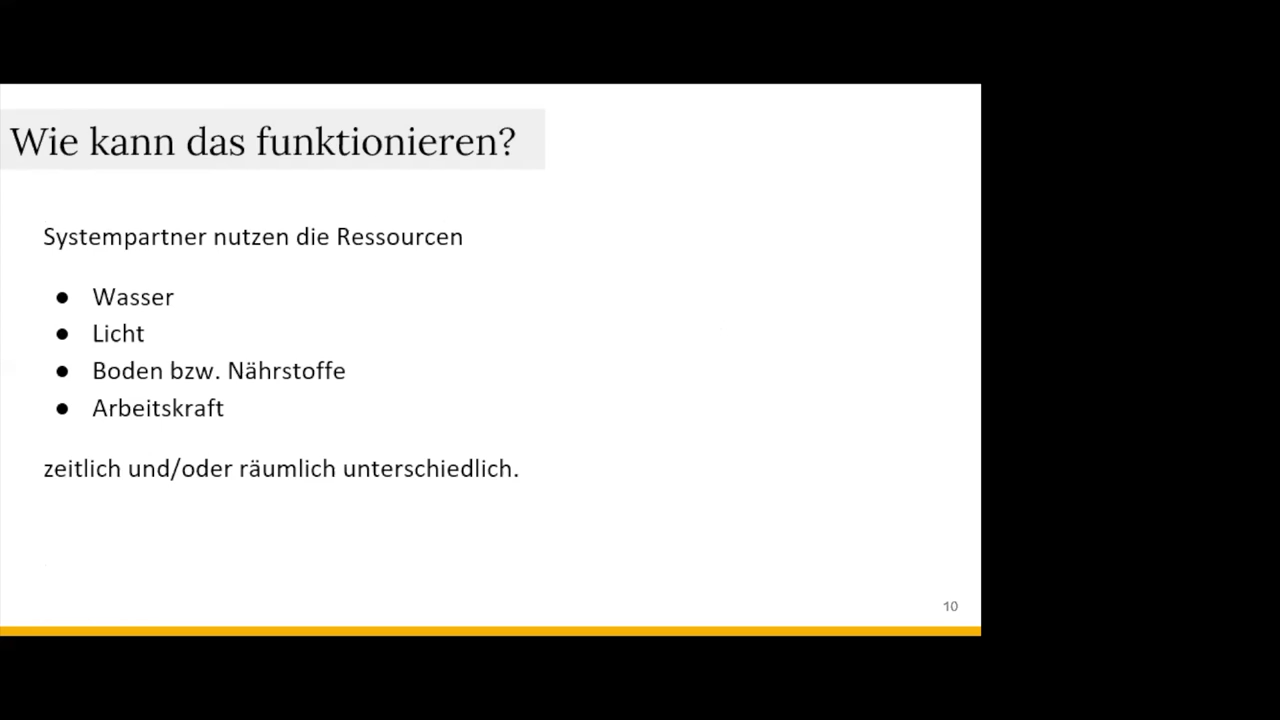 Wie kann das funktionieren?
Systempartner nutzen die Ressourcen
● Wasser
● Licht
● Boden bzw. Nährstoffe
● Arbeitskraft
zeitlich und/oder räumlich unterschiedlich.
10